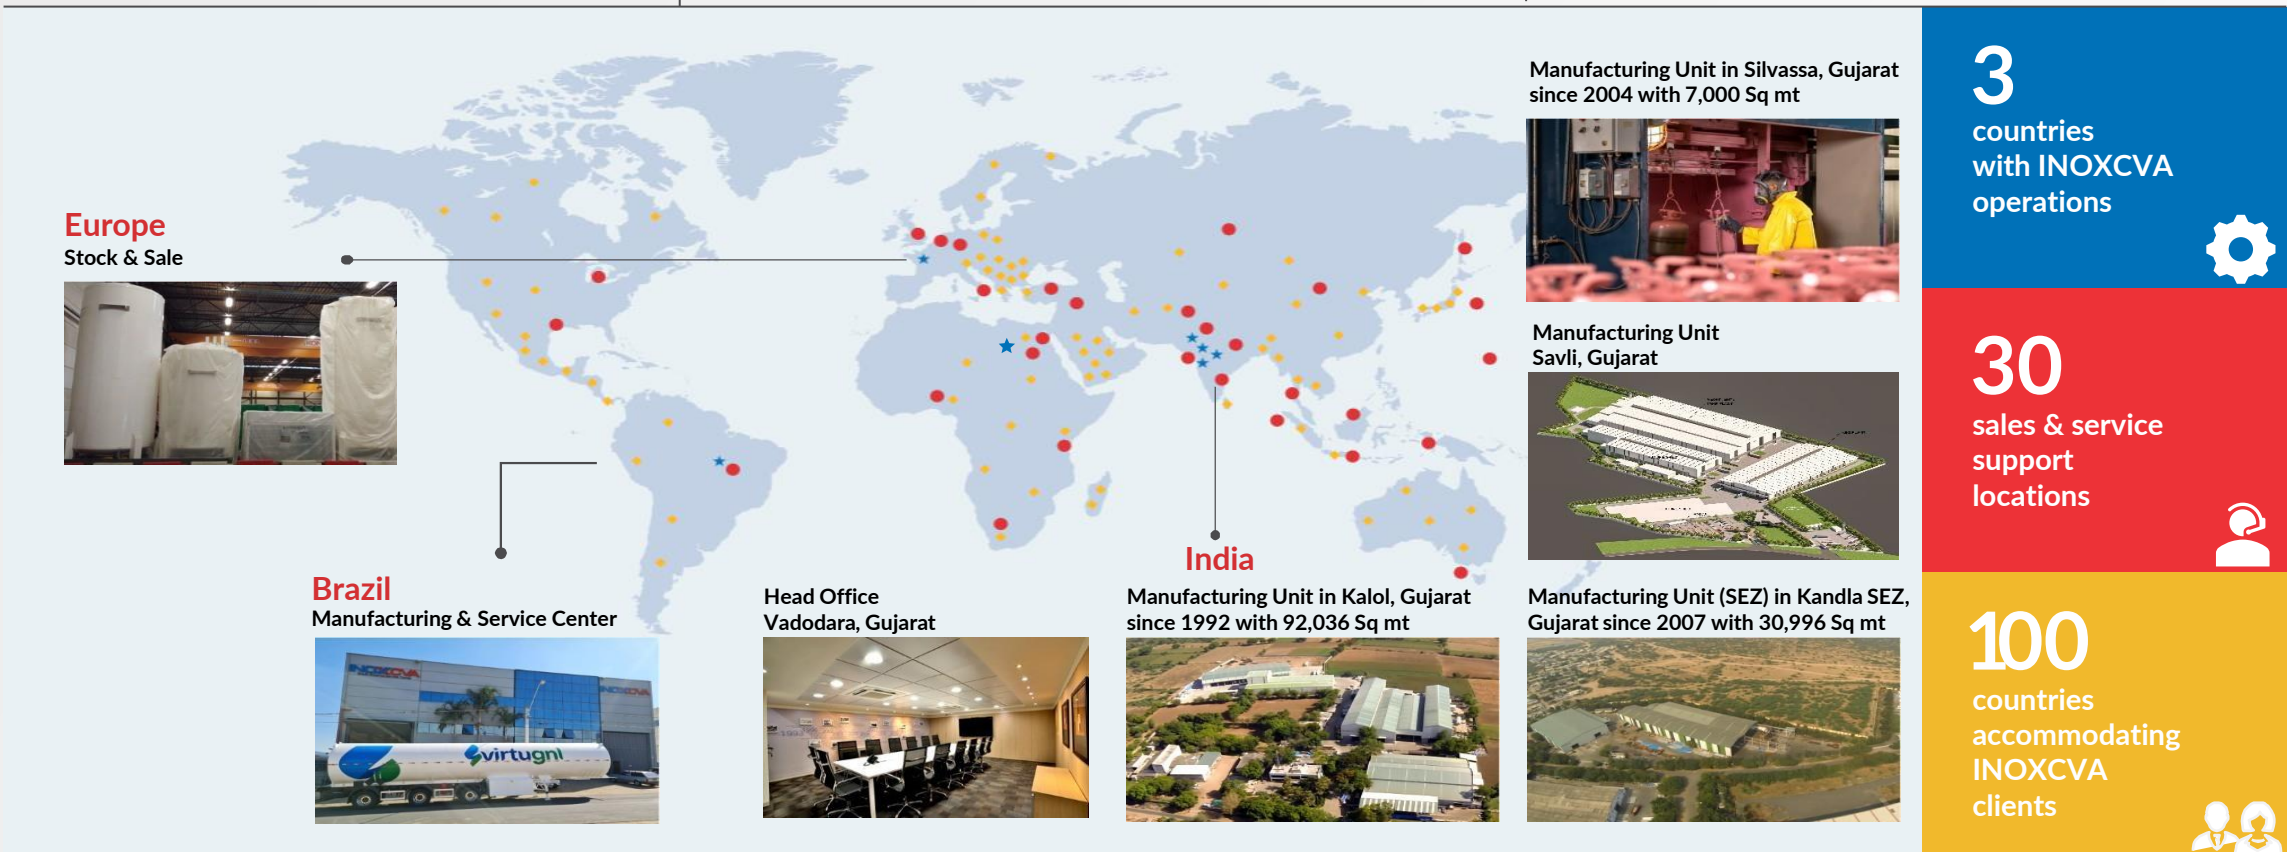 Europe
Stock & Sale
Brazil
Manufacturing & Service Center
INOXCVA
INOXCVA
virtugnl
Head Office
Vadodara, Gujarat
India
Manufacturing Unit in Kalol, Gujarat
since 1992 with 92,036 Sq mt
Manufacturing Unit in Silvassa, Gujarat
since 2004 with 7,000 Sq mt
Manufacturing Unit
Savli, Gujarat
Manufacturing Unit (SEZ) in Kandla SEZ,
Gujarat since 2007 with 30,996 Sq mt
3
countries
with INOXCVA
operations
30
sales & service
support
locations
100
countries
accommodating
INOXCVA
clients